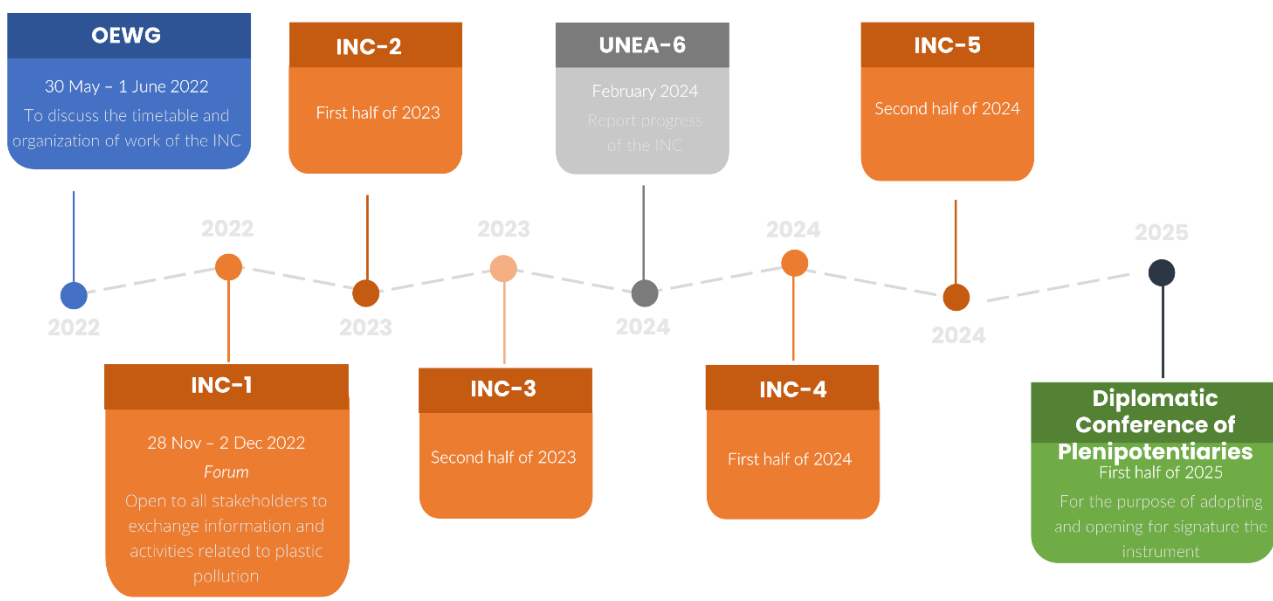 OEWG
30 May – 1 June 2022
To discuss the timetable and
organization of work of the INC
INC-2
First half of 2023
UNEA-6
February 2024
Report progress
of the INC
INC-5
Second half of 2024
2022
2023
2024
2025
2022
2023
2024
2024
INC-1
28 Nov – 2 Dec 2022
Forum
Open to all stakeholders to
exchange information and
activities related to plastic
pollution
INC-3
Second half of 2023
INC-4
First half of 2024
Diplomatic
Conference of
Plenipotentiaries
First half of 2025
For the purpose of adopting
and opening for signature the
instrument